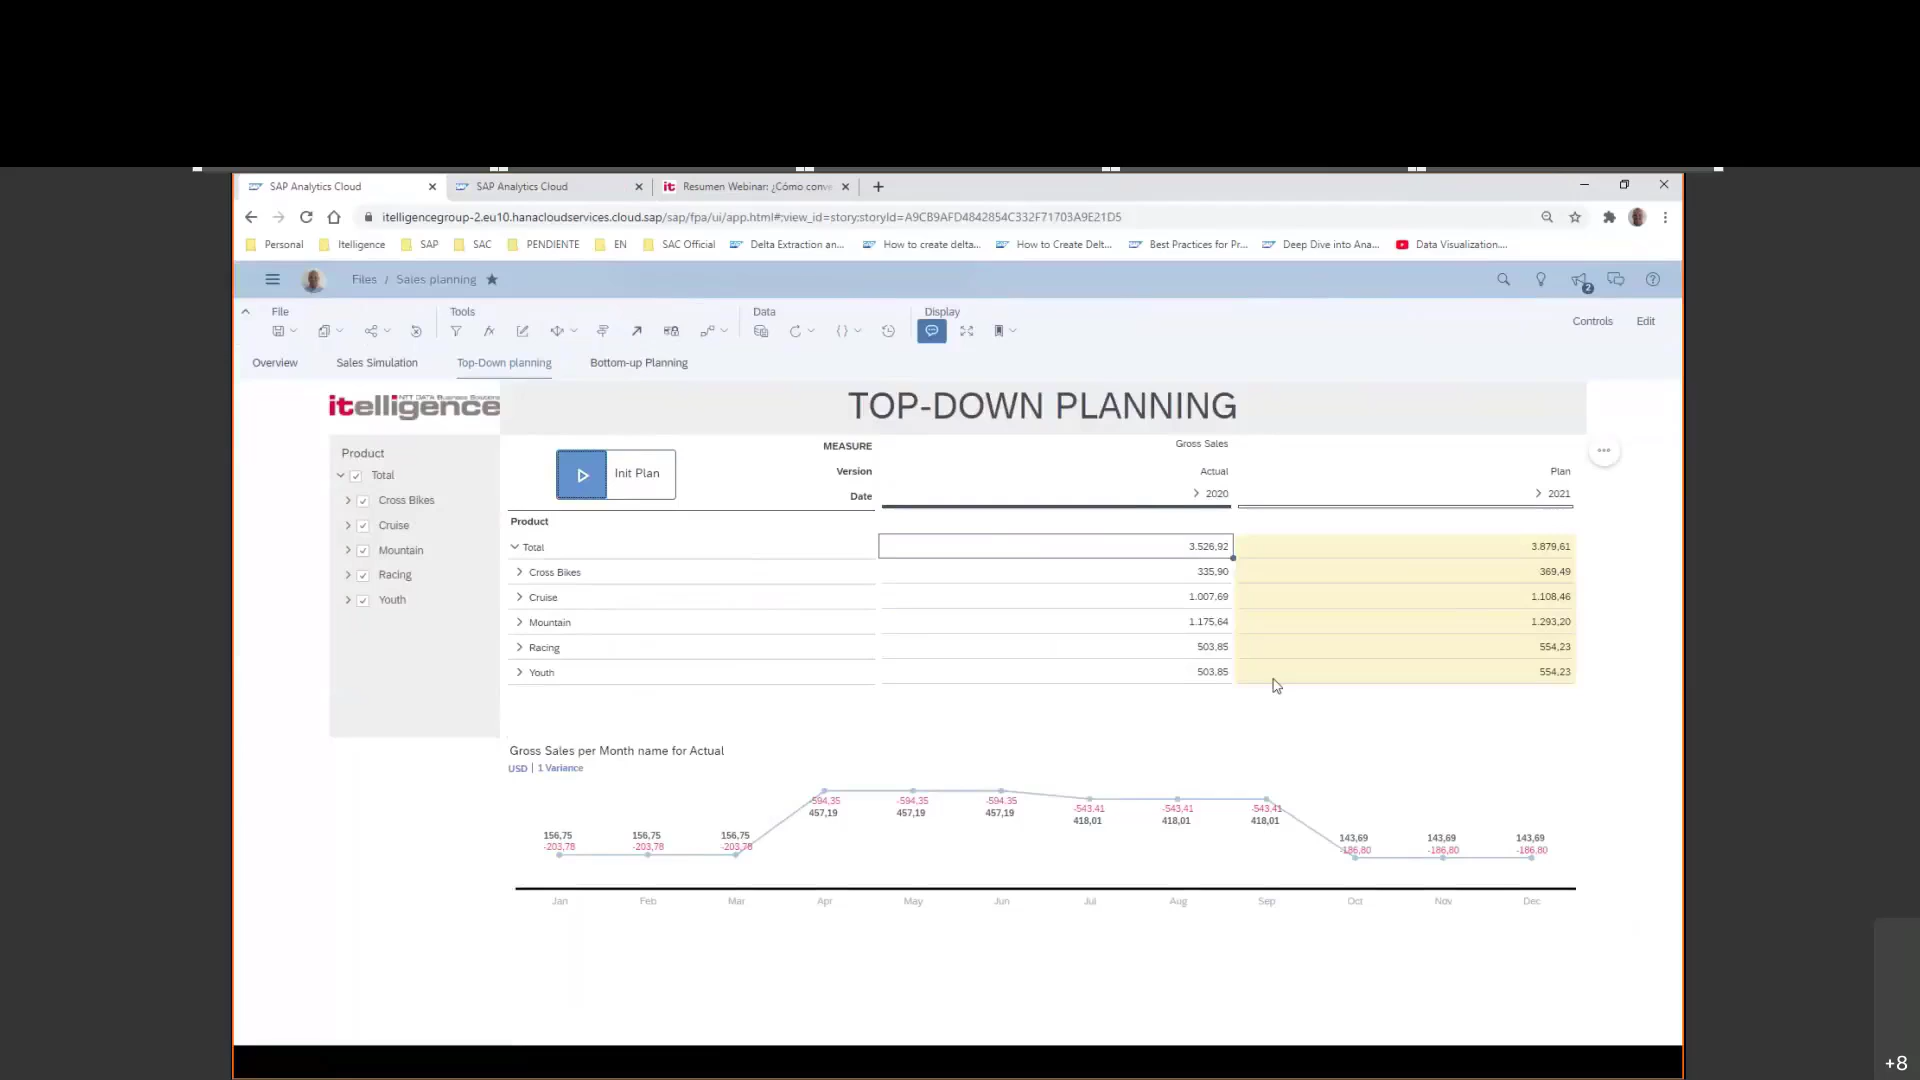 SAP Analytics Cloud
SAP Analytics Cloud
it Resumen Webinar: ¿Cómo conv
itelligencegroup-2.eu10.hanacloudservices.cloud.sap/sap/fpa/ui/app.html#;view_id=story;storyId=A9CB9AFD4842854C332F71703A9E21D5
Personal Itelligence SAP SAC PENDIENTE EN SAC Official Delta Extraction an... How to create delta... How to Create Delt... Best Practices for Pr... Deep Dive into Ana... Data Visualization....
Files / Sales planning
2
File Tools Data Display
Controls Edit
Overview Sales Simulation Top-Down planning Bottom-up Planning
NTT DATA Business Solutions
itelligence
TOP-DOWN PLANNING
Product
Total
Cross Bikes
Cruise
Mountain
Racing
Youth
Init Plan
MEASURE Gross Sales
Version Actual Plan
Date 2020 2021
Product
Total 3.526,92 3.879,61
Cross Bikes 335,90 369,49
Cruise 1.007,69 1.108,46
Mountain 1.175,64 1.293,20
Racing 503,85 554,23
Youth 503,85 554,23
Gross Sales per Month name for Actual
USD | 1 Variance
-594,35 -594,35 -594,35
457,19 457,19 457,19
-543,41 -543,41 -543,41
418,01 418,01 418,01
156,75 156,75 156,75
-203,78 -203,78 -203,78
143,69 143,69 143,69
-186,80 -186,80 -186,80
Jan Feb Mar Apr May Jun Jul Aug Sep Oct Nov Dec
+8